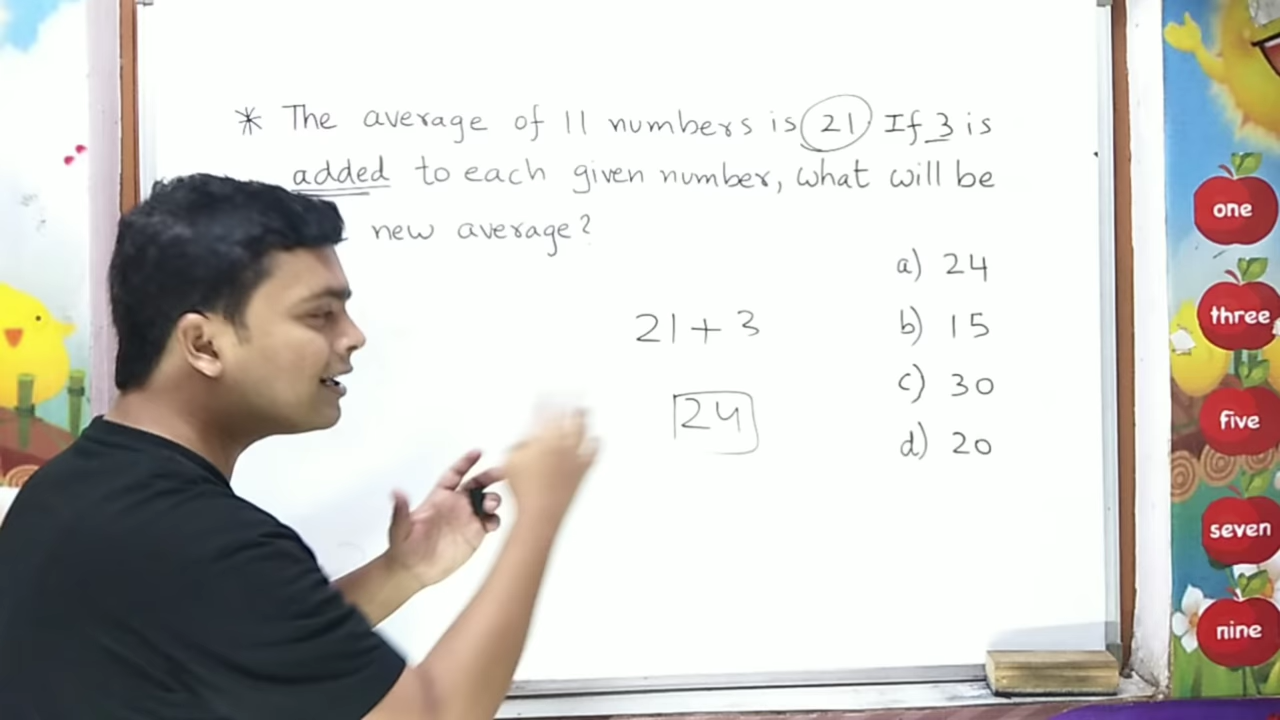 * The average of 11 numbers is 21 If 3 is
added to each given number, what will be
new average?
a) 24
21 + 3
b) 15
c) 30
24
d) 20
one
three
five
seven
nine